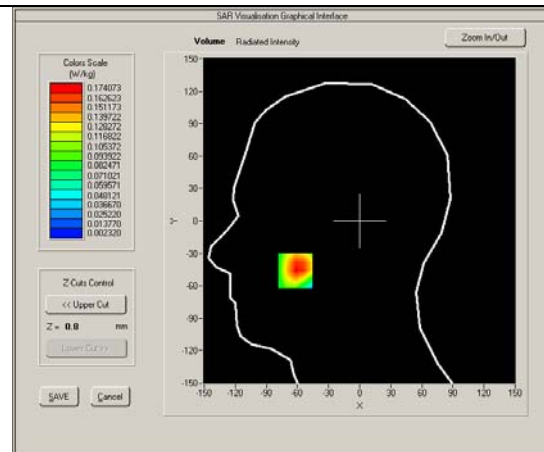 SAR Visualisation Graphical Interface
Volume Radiated Intensity
Zoom In/Out
Colors Scale
(W/kg)
0.174073
0.162623
0.151173
0.139722
0.128272
0.116822
0.105372
0.093922
0.082471
0.071021
0.059571
0.048121
0.036670
0.025220
0.013770
0.002320
Z Cuts Control
<< Upper Cut
Z = 0.8 mm
Lower Cut >>
SAVE Cancel
150
120
90
60
30
0
-30
-60
-90
-120
-150
Y
-150 -120 -90 -60 -30 0 30 60 90 120 150
X